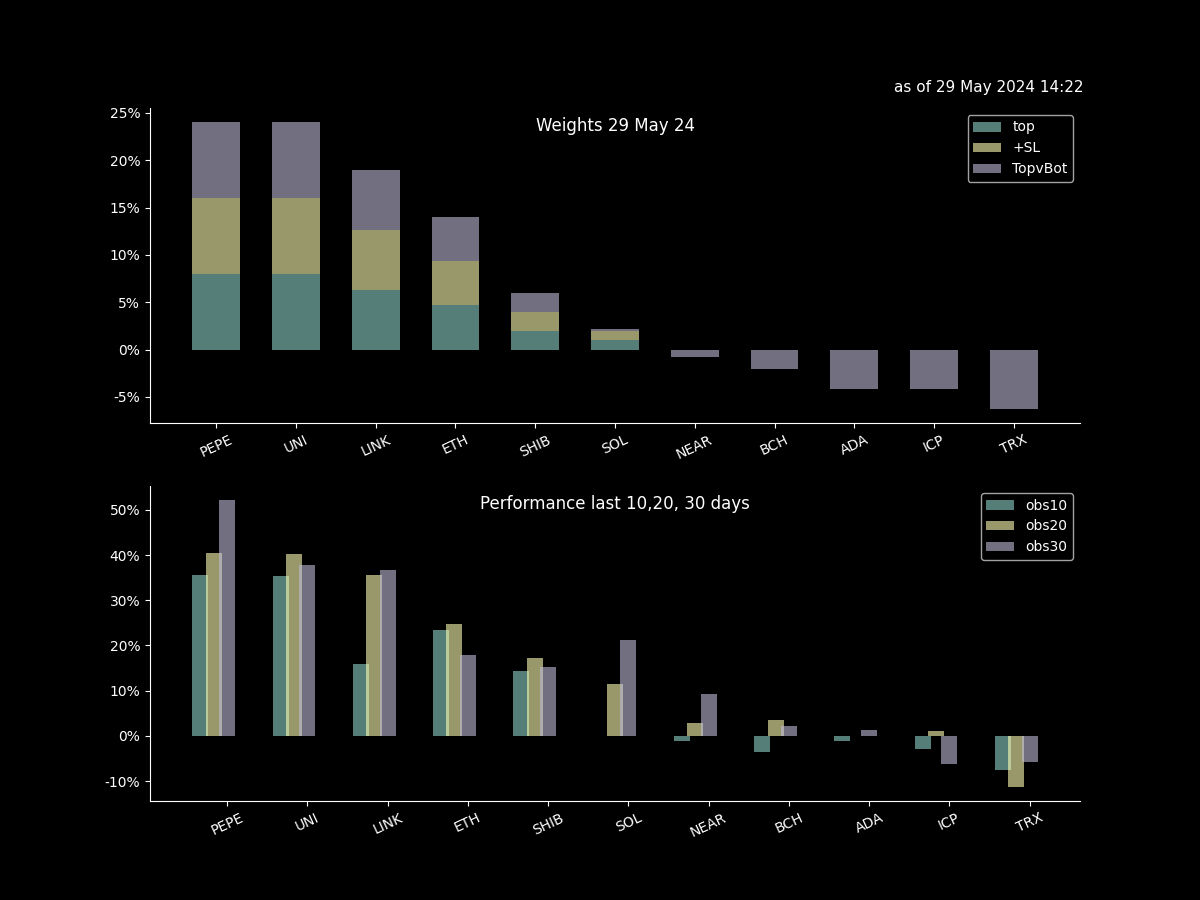 as of 29 May 2024 14:22
Weights 29 May 24
top
+SL
TopvBot
25%
20%
15%
10%
5%
0%
-5%
PEPE
UNI
LINK
ETH
SHIB
SOL
NEAR
BCH
ADA
ICP
TRX
Performance last 10,20, 30 days
obs10
obs20
obs30
50%
40%
30%
20%
10%
0%
-10%
PEPE
UNI
LINK
ETH
SHIB
SOL
NEAR
BCH
ADA
ICP
TRX